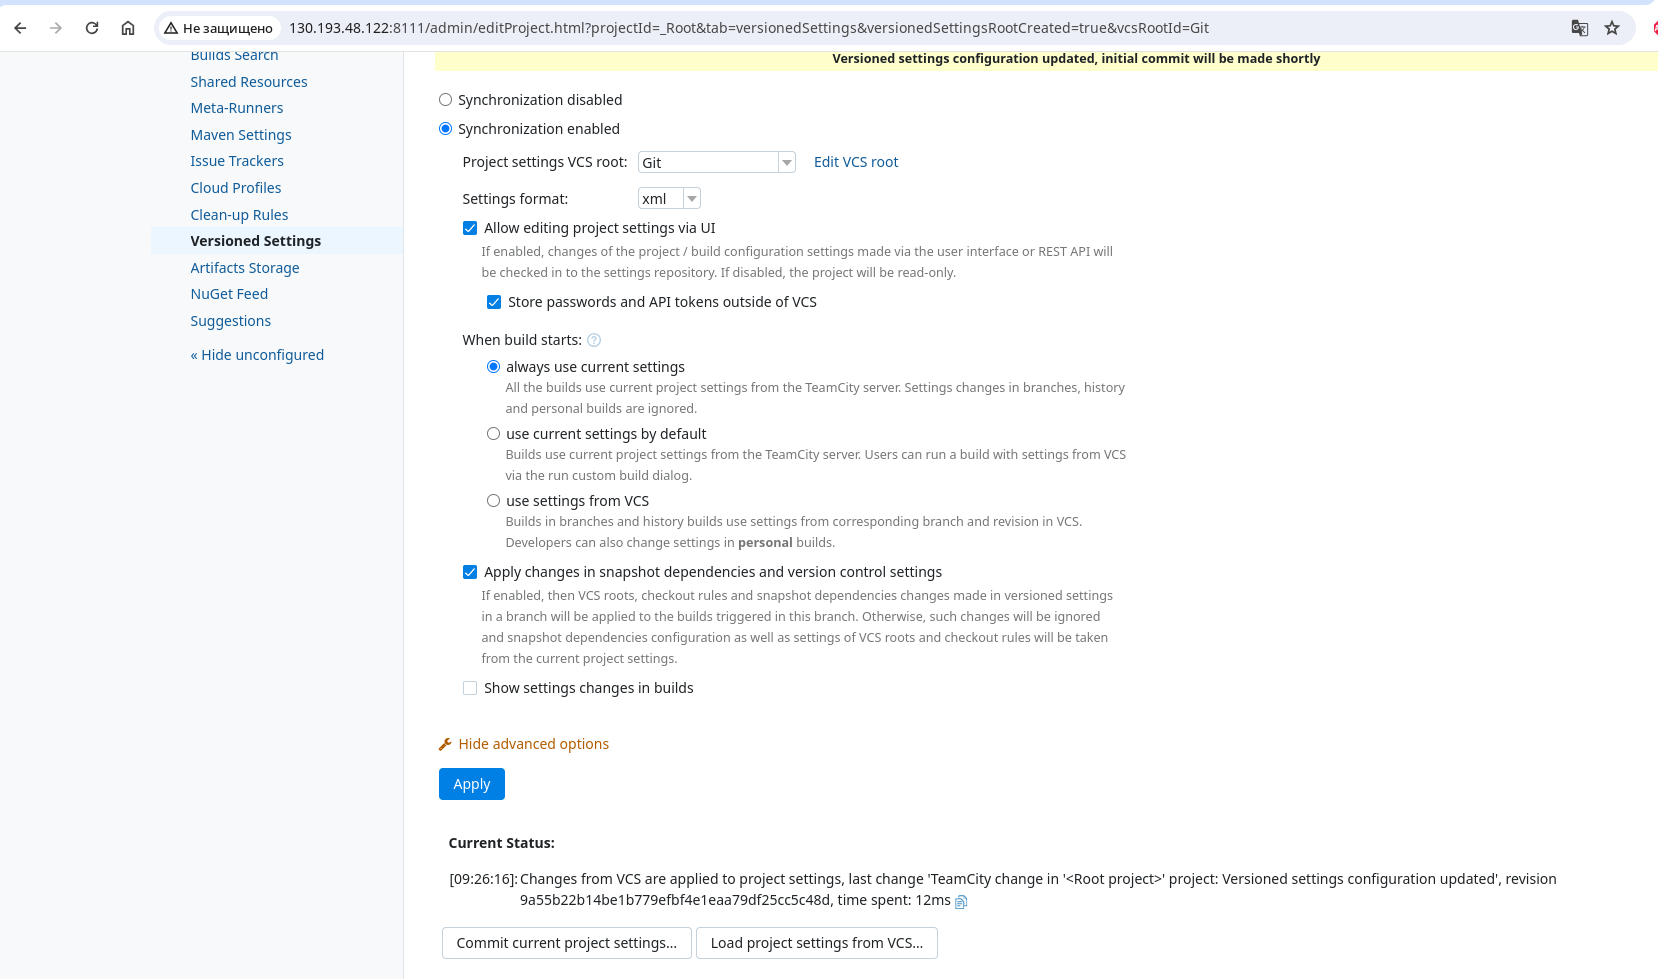 Не защищено
130.193.48.122:8111/admin/editProject.html?projectId=_Root&tab=versionedSettings&versionedSettingsRootCreated=true&vcsRootId=Git
Builds Search
Shared Resources
Meta-Runners
Maven Settings
Issue Trackers
Cloud Profiles
Clean-up Rules
Versioned Settings
Artifacts Storage
NuGet Feed
Suggestions
« Hide unconfigured
Versioned settings configuration updated, initial commit will be made shortly
Synchronization disabled
Synchronization enabled
Project settings VCS root: Git Edit VCS root
Settings format: xml
Allow editing project settings via UI
If enabled, changes of the project / build configuration settings made via the user interface or REST API will
be checked in to the settings repository. If disabled, the project will be read-only.
Store passwords and API tokens outside of VCS
When build starts: ?
always use current settings
All the builds use current project settings from the TeamCity server. Settings changes in branches, history
and personal builds are ignored.
use current settings by default
Builds use current project settings from the TeamCity server. Users can run a build with settings from VCS
via the run custom build dialog.
use settings from VCS
Builds in branches and history builds use settings from corresponding branch and revision in VCS.
Developers can also change settings in personal builds.
Apply changes in snapshot dependencies and version control settings
If enabled, then VCS roots, checkout rules and snapshot dependencies changes made in versioned settings
in a branch will be applied to the builds triggered in this branch. Otherwise, such changes will be ignored
and snapshot dependencies configuration as well as settings of VCS roots and checkout rules will be taken
from the current project settings.
Show settings changes in builds
Hide advanced options
Apply
Current Status:
[09:26:16]: Changes from VCS are applied to project settings, last change 'TeamCity change in '<Root project>' project: Versioned settings configuration updated', revision
9a55b22b14be1b779efbf4e1eaa79df25cc5c48d, time spent: 12ms
Commit current project settings...
Load project settings from VCS...